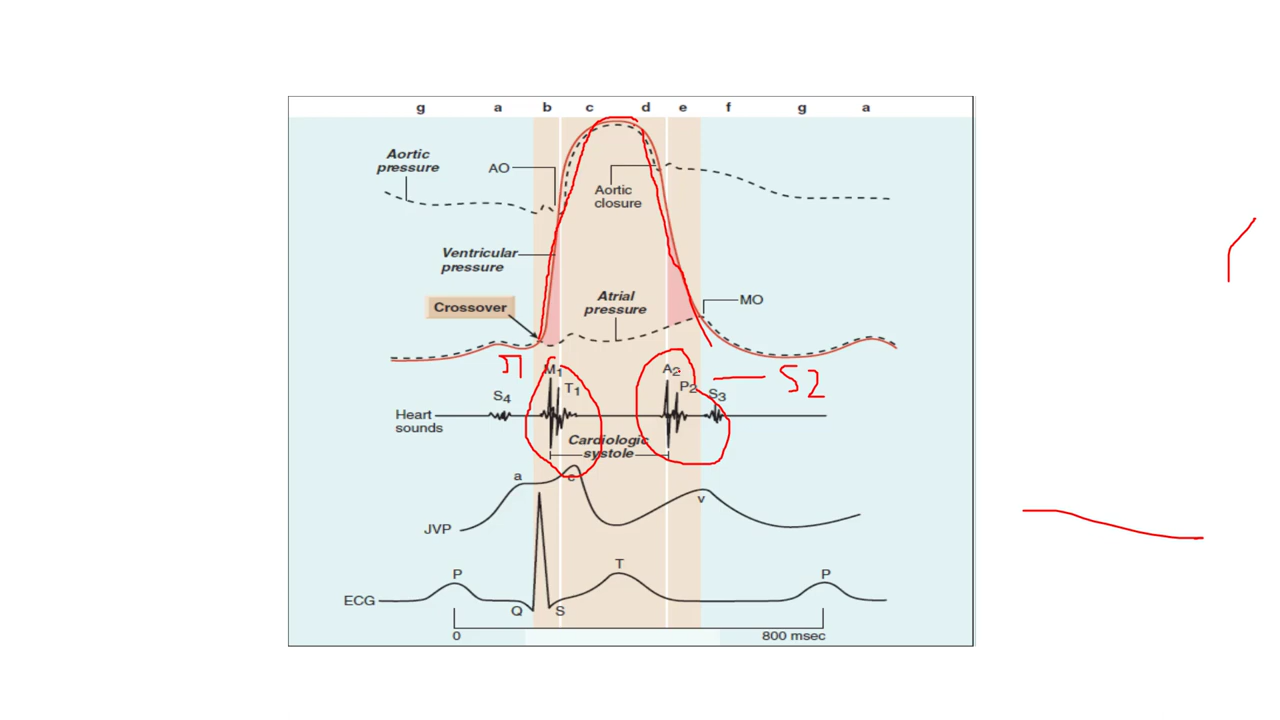 g a b c d e f g a
Aortic pressure
AO
Aortic closure
Ventricular pressure
Atrial pressure
MO
Crossover
M1 A2
S2
T1 P2
S4 S3
Heart sounds
Cardiologic systole
a c v
JVP
P T P
ECG
Q S
0 800 msec